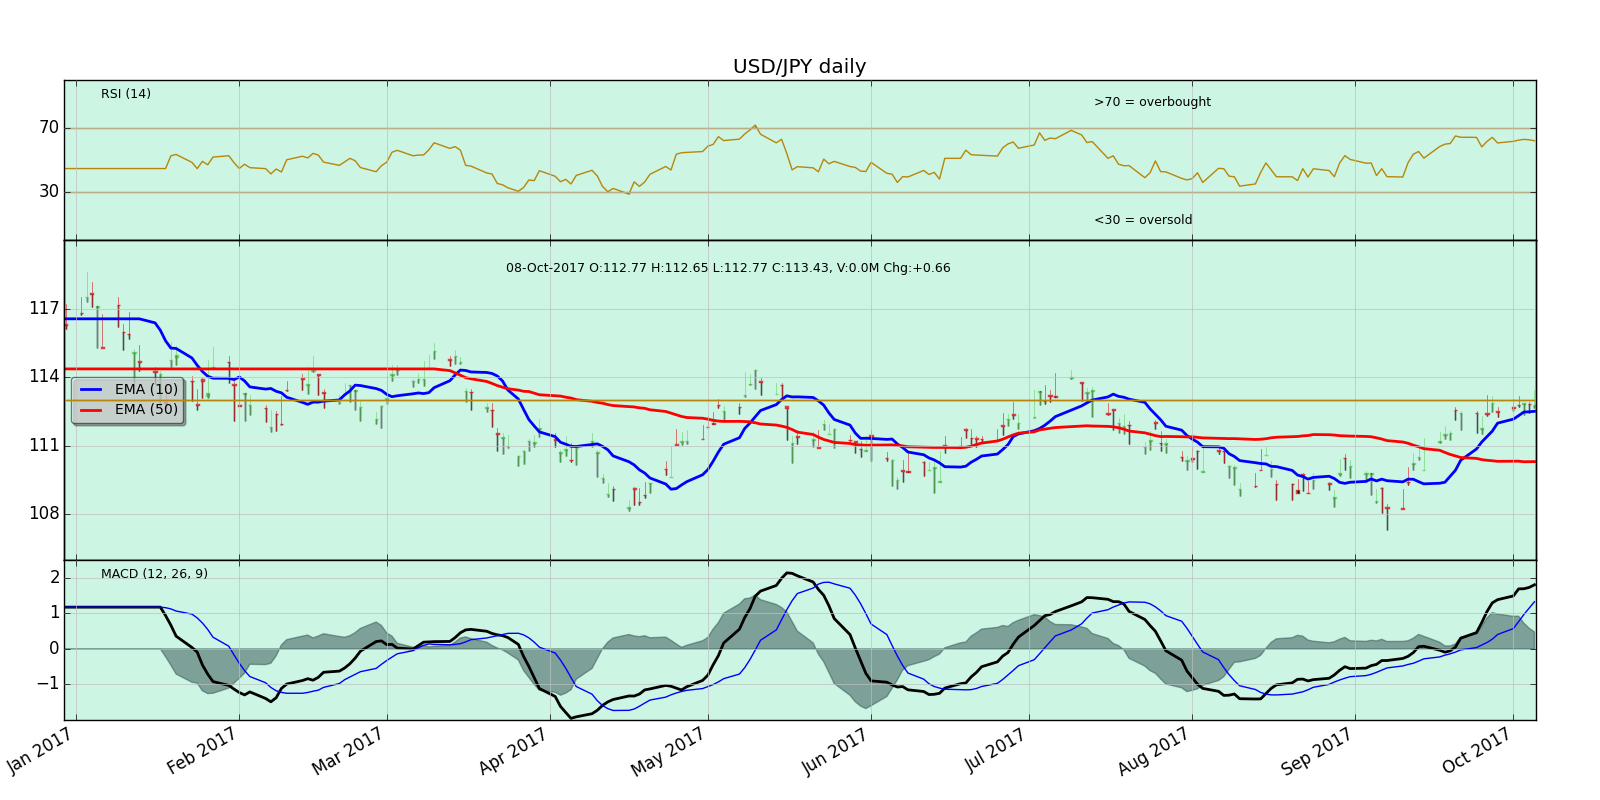 USD/JPY daily
RSI (14)
>70 = overbought
70
30
<30 = oversold
08-Oct-2017 O:112.77 H:112.65 L:112.77 C:113.43, V:0.0M Chg:+0.66
117
114
111
108
EMA (10)
EMA (50)
MACD (12, 26, 9)
2
1
0
−1
Jan 2017
Feb 2017
Mar 2017
Apr 2017
May 2017
Jun 2017
Jul 2017
Aug 2017
Sep 2017
Oct 2017